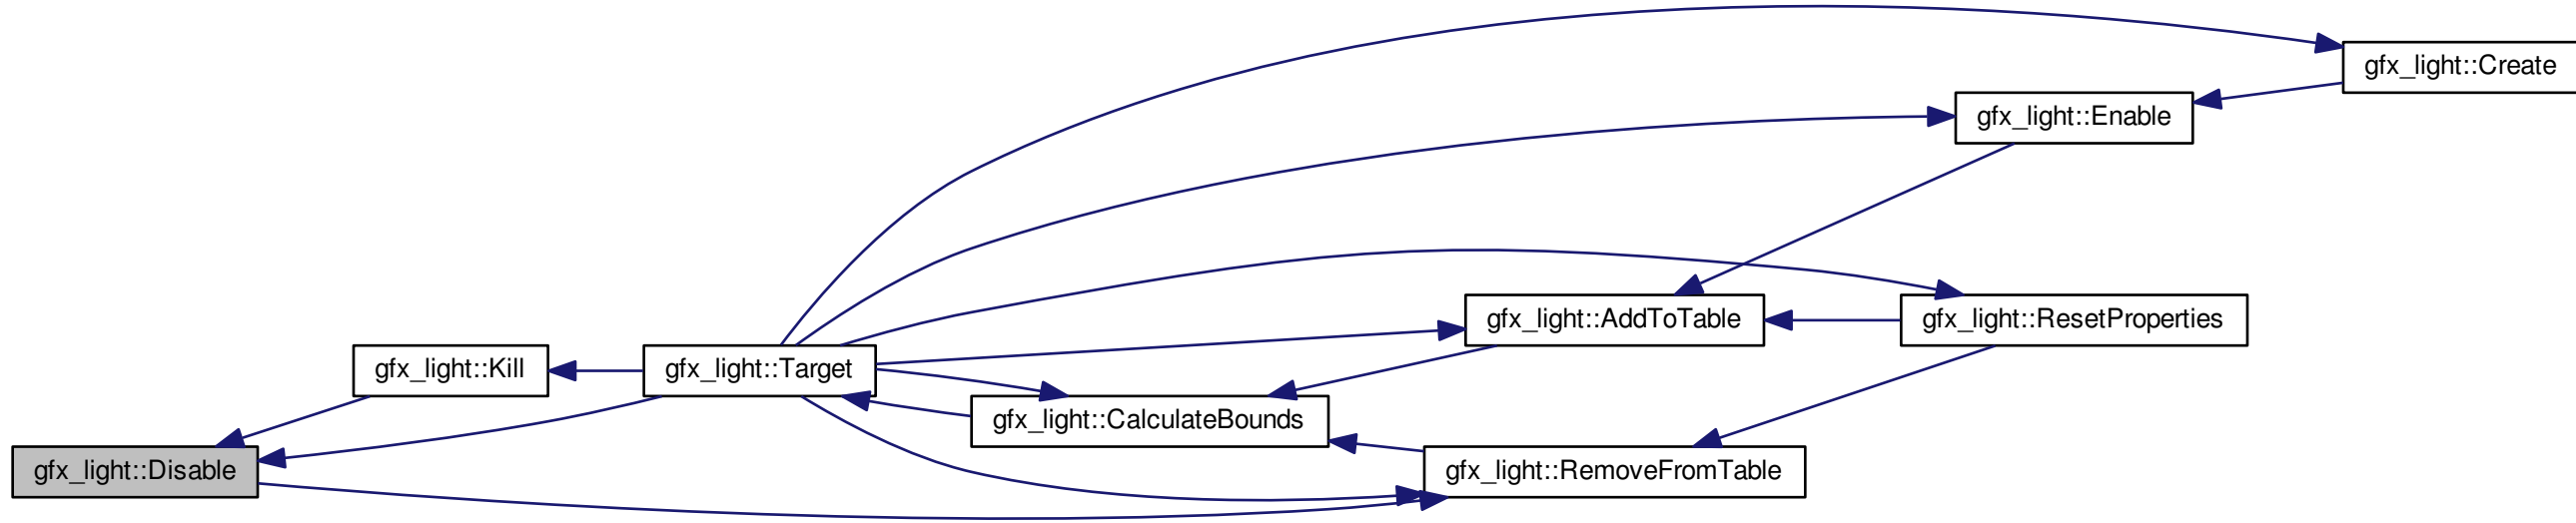 gfx_light::Create
gfx_light::Enable
gfx_light::AddToTable
gfx_light::ResetProperties
gfx_light::Kill
gfx_light::Target
gfx_light::CalculateBounds
gfx_light::Disable
gfx_light::RemoveFromTable